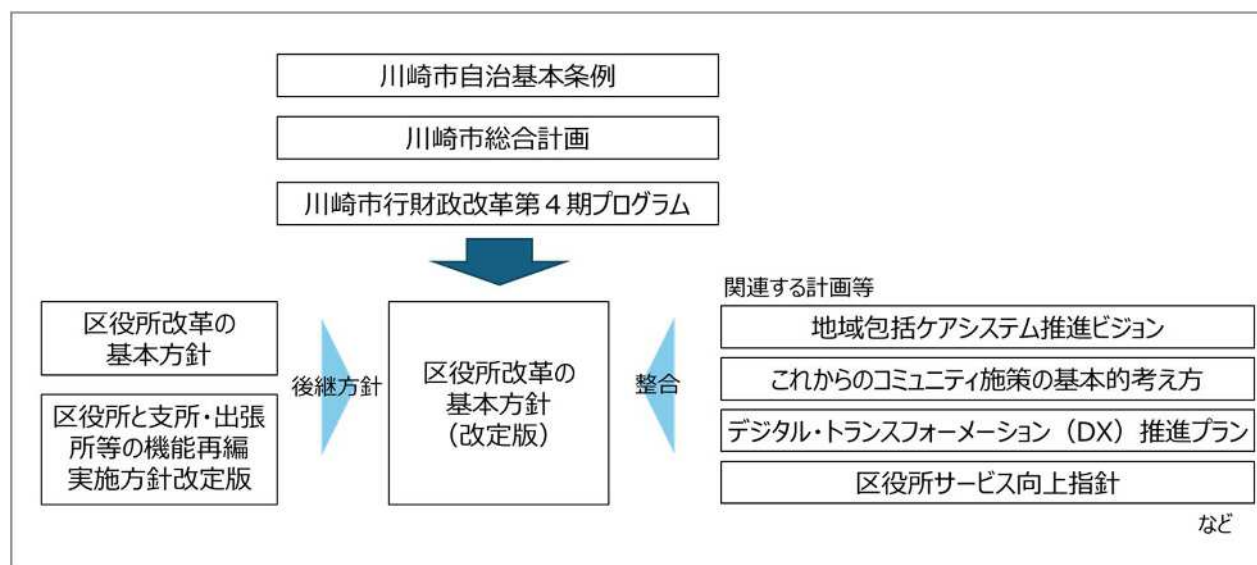 川崎市自治基本条例
川崎市総合計画
川崎市行財政改革第４期プログラム
区役所改革の
基本方針
区役所と支所・出張
所等の機能再編
実施方針改定版
後継方針
区役所改革の
基本方針
（改定版）
整合
関連する計画等
地域包括ケアシステム推進ビジョン
これからのコミュニティ施策の基本的考え方
デジタル・トランスフォーメーション（DX）推進プラン
区役所サービス向上指針
など